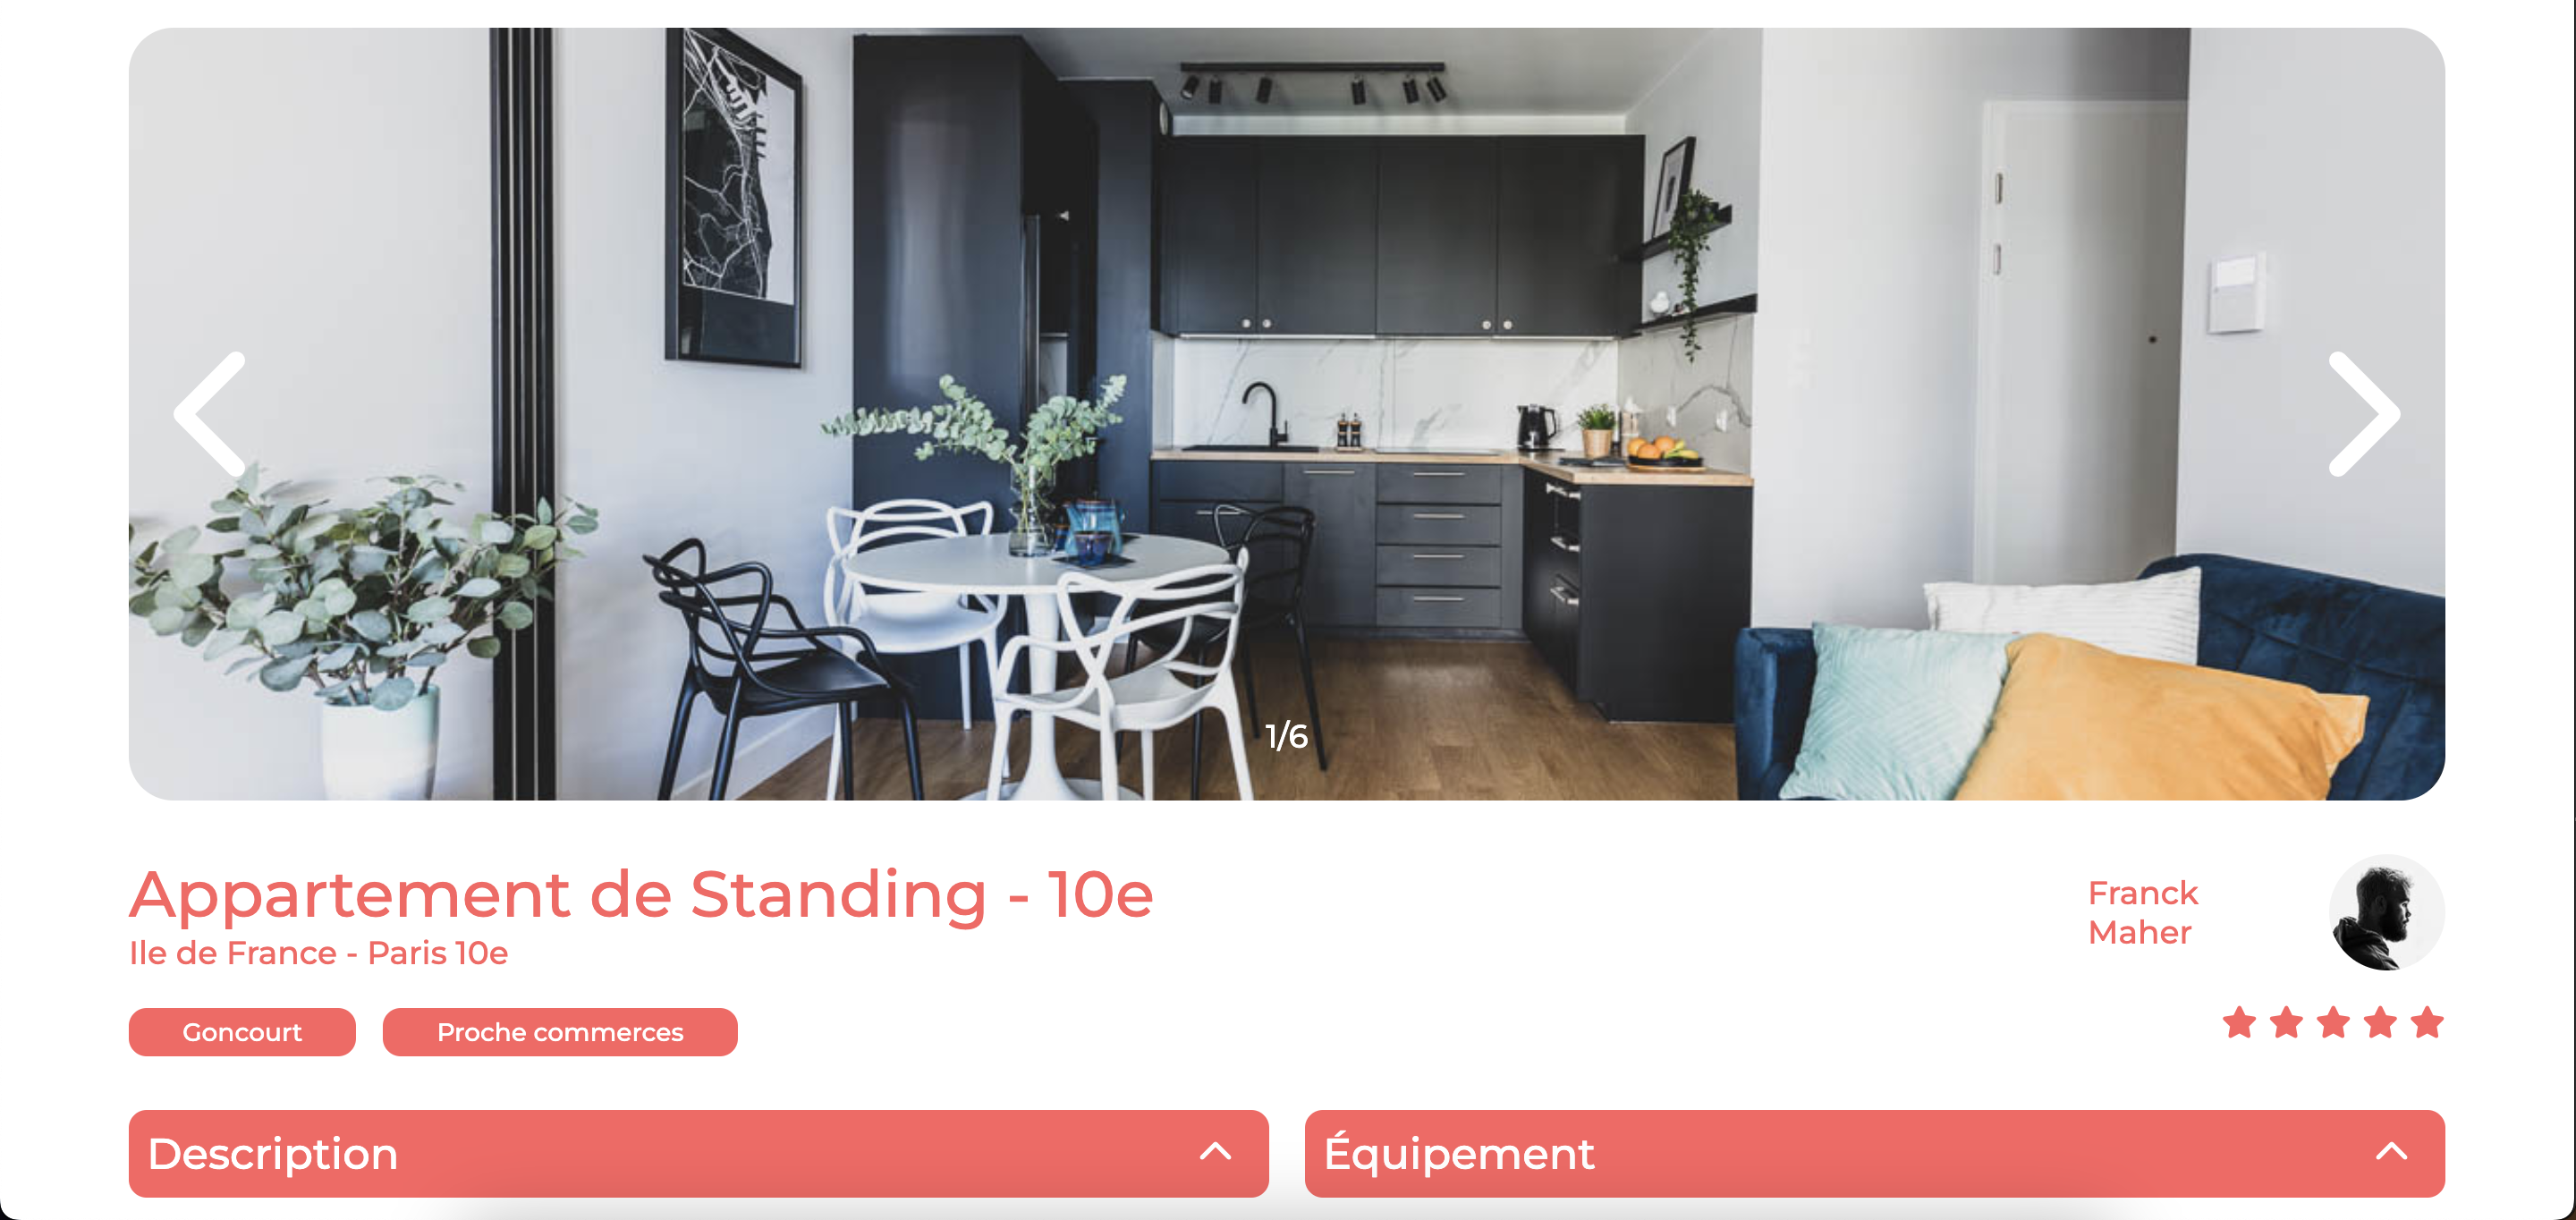 1/6
Appartement de Standing - 10e
Ile de France - Paris 10e
Franck
Maher
Goncourt
Proche commerces
Description
Équipement